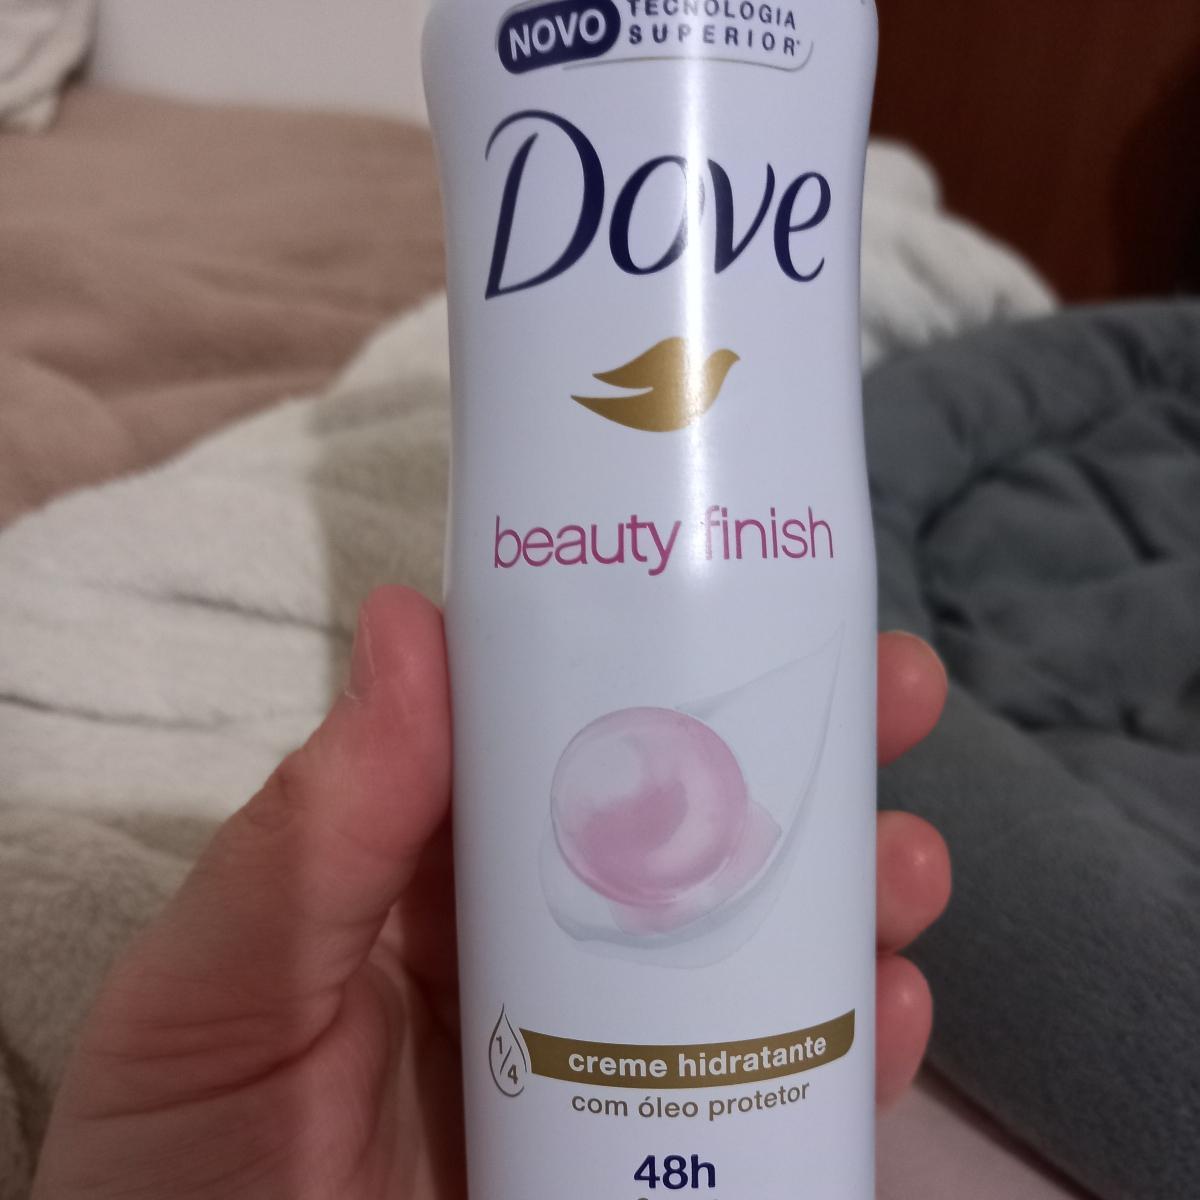 NOVO
TECNOLOGIA
SUPERIOR*
Dove
beauty finish
1/4
creme hidratante
com óleo protetor
48h